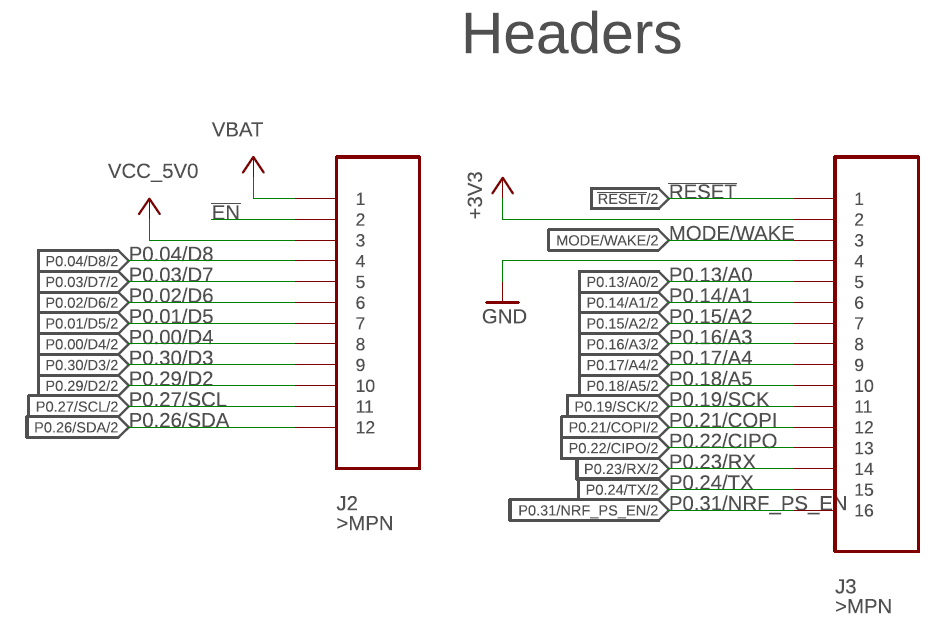 Headers
VBAT
VCC_5V0
EN
1
2
3
P0.04/D8/2 P0.04/D8 4
P0.03/D7/2 P0.03/D7 5
P0.02/D6/2 P0.02/D6 6
P0.01/D5/2 P0.01/D5 7
P0.00/D4/2 P0.00/D4 8
P0.30/D3/2 P0.30/D3 9
P0.29/D2/2 P0.29/D2 10
P0.27/SCL/2 P0.27/SCL 11
P0.26/SDA/2 P0.26/SDA 12
J2
>MPN
+3V3
RESET/2 RESET 1
2
MODE/WAKE/2 MODE/WAKE 3
4
GND
P0.13/A0/2 P0.13/A0 5
P0.14/A1/2 P0.14/A1 6
P0.15/A2/2 P0.15/A2 7
P0.16/A3/2 P0.16/A3 8
P0.17/A4/2 P0.17/A4 9
P0.18/A5/2 P0.18/A5 10
P0.19/SCK/2 P0.19/SCK 11
P0.21/COPI/2 P0.21/COPI 12
P0.22/CIPO/2 P0.22/CIPO 13
P0.23/RX/2 P0.23/RX 14
P0.24/TX/2 P0.24/TX 15
P0.31/NRF_PS_EN/2 P0.31/NRF_PS_EN 16
J3
>MPN